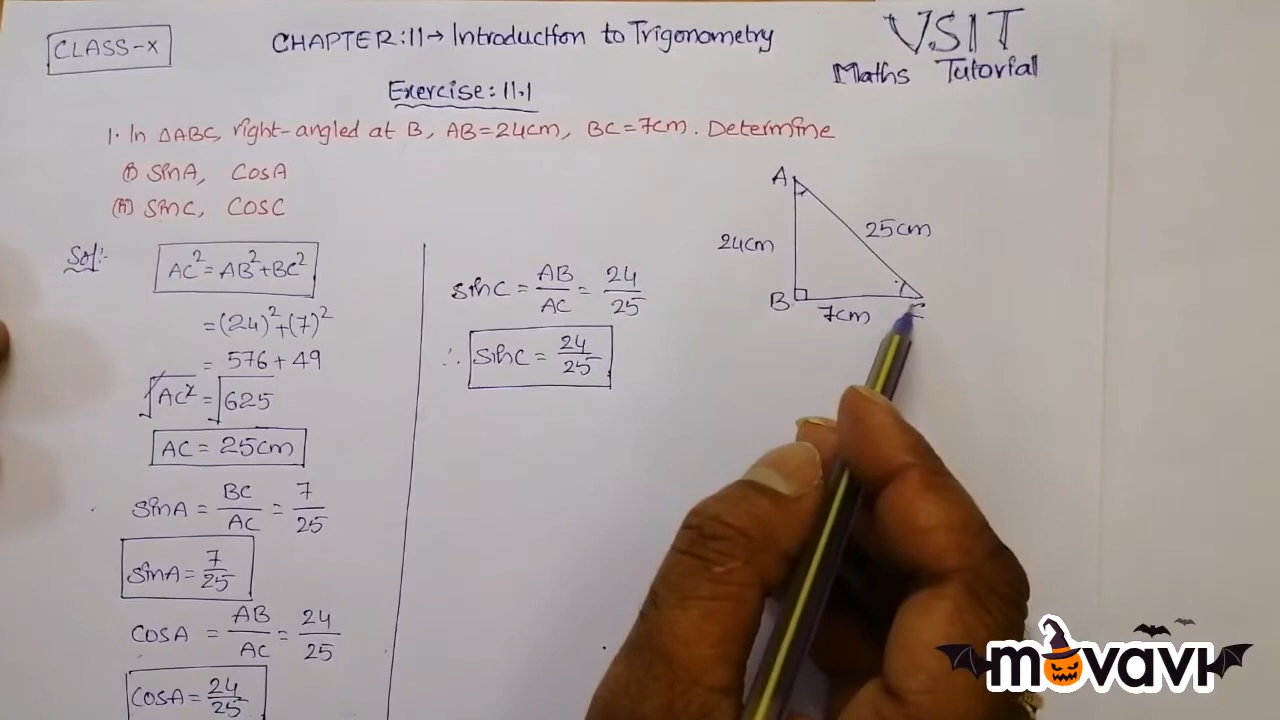 CLASS-X
CHAPTER:11→ Introduction to Trigonometry
VSIT
Maths Tutorial
Exercise: 11.1
1. In △ABC, right-angled at B, AB=24cm, BC=7cm. Determine
(i) SinA, CosA
(ii) SinC, COSC
Sol:-
AC² = AB²+BC²
= (24)²+(7)²
= 576+49
√AC² = √625
AC = 25cm
SinA = BC/AC = 7/25
SinA = 7/25
COSA = AB/AC = 24/25
COSA = 24/25
SinC = AB/AC = 24/25
∴ SinC = 24/25
A
24cm
25cm
B
7cm
C
movavi